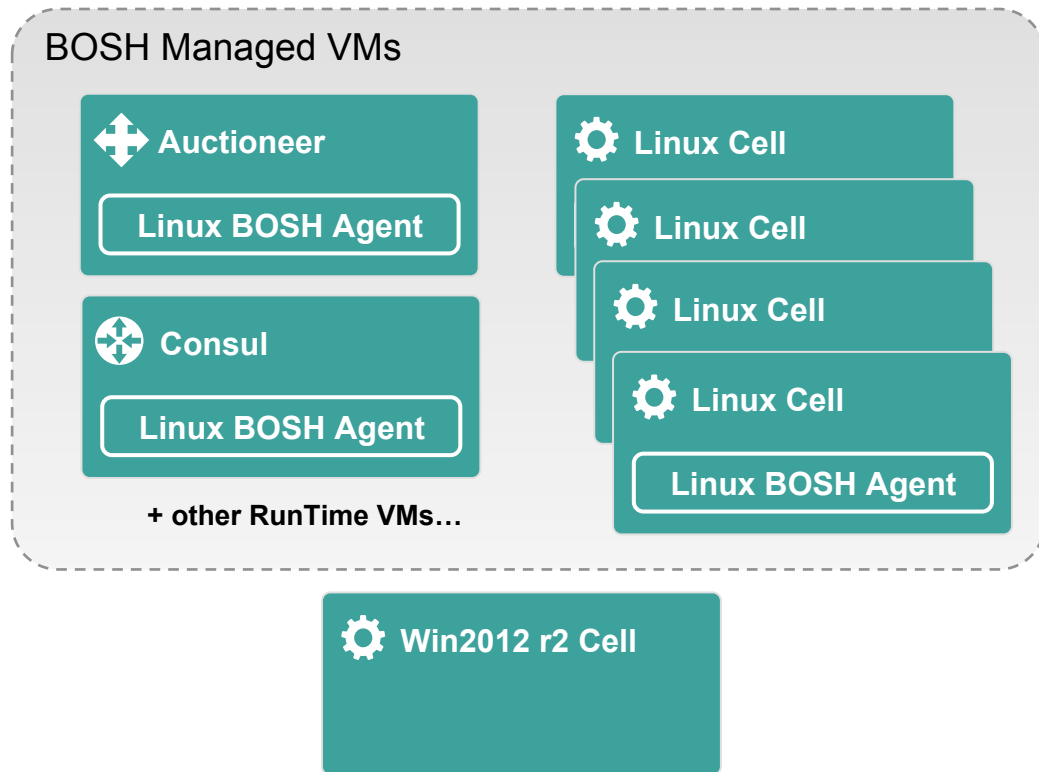 BOSH Managed VMs
Auctioneer
Linux BOSH Agent
Consul
Linux BOSH Agent
+ other RunTime VMs…
Linux Cell
Linux Cell
Linux Cell
Linux Cell
Linux BOSH Agent
Win2012 r2 Cell